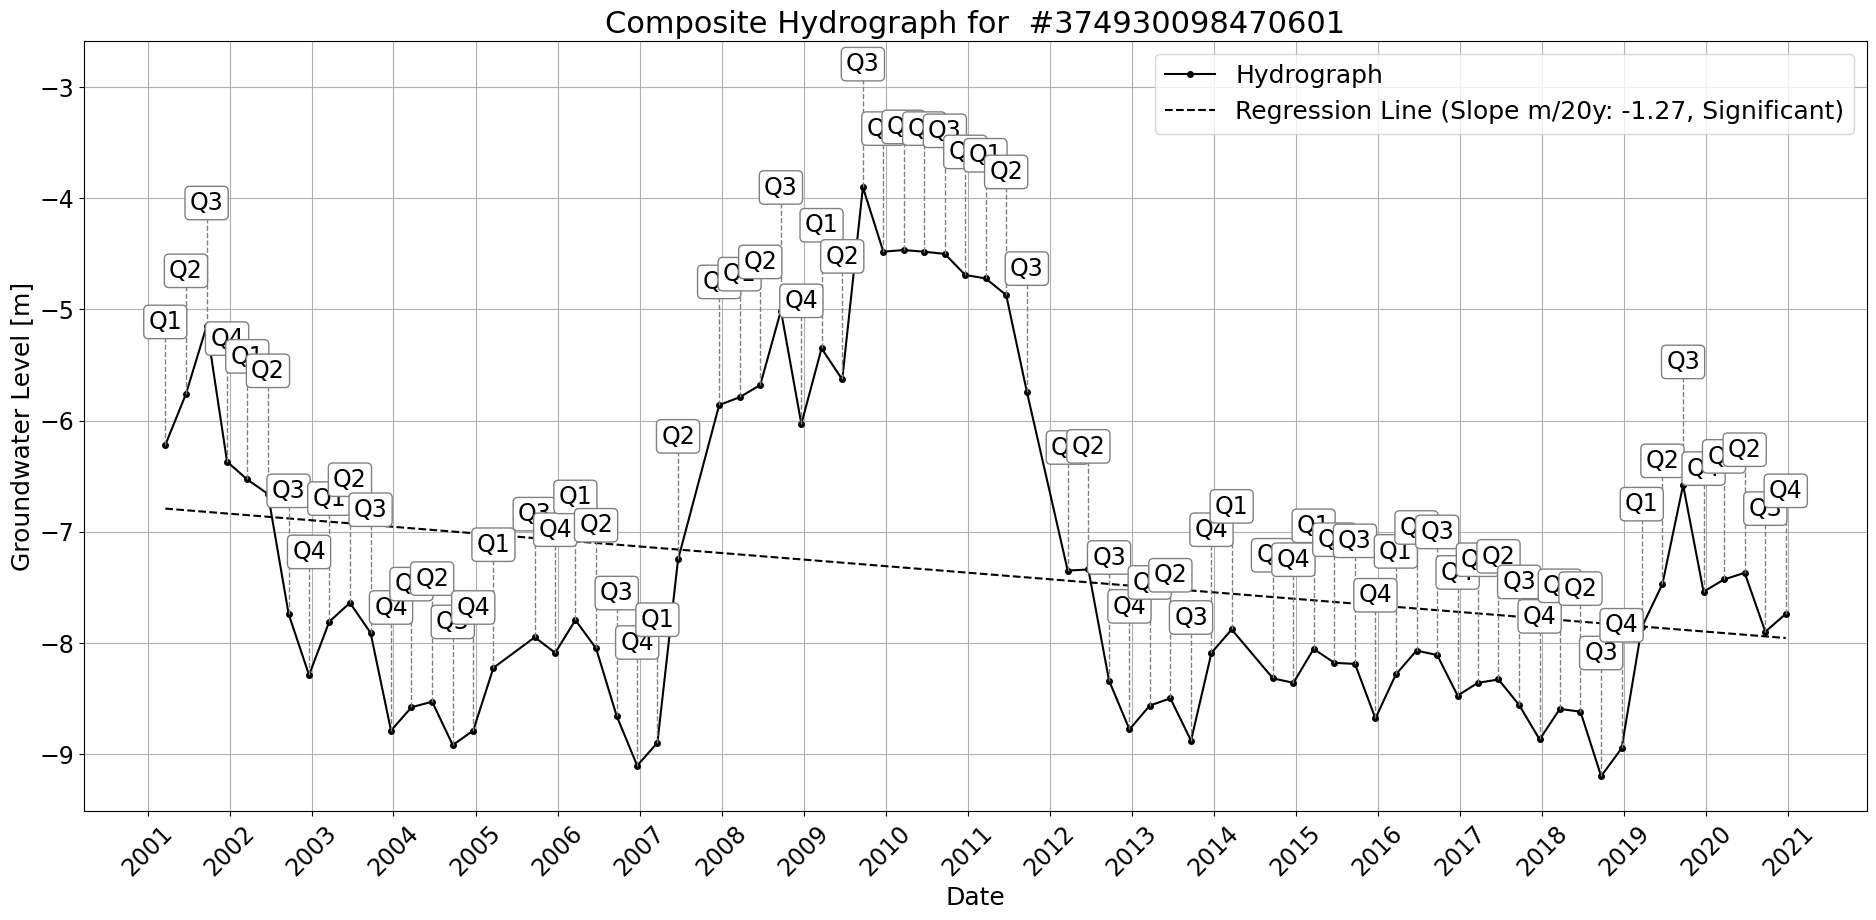 Composite Hydrograph for  #374930098470601
Hydrograph
Regression Line (Slope m/20y: -1.27, Significant)
Groundwater Level [m]
−3
−4
−5
−6
−7
−8
−9
Q1
Q2
Q3
Q4
Q1
Q2
Q3
Q4
Q1
Q2
Q3
Q4
Q2
Q3
Q4
Q1
Q3
Q4
Q1
Q2
Q3
Q4
Q1
Q2
Q2
Q3
Q4
Q1
Q2
Q3
Q3
Q1
Q2
Q3
Q2
Q3
Q4
Q2
Q3
Q4
Q1
Q4
Q1
Q3
Q4
Q1
Q3
Q2
Q3
Q4
Q2
Q3
Q4
Q1
Q2
Q3
Q2
Q3
Q4
2001
2002
2003
2004
2005
2006
2007
2008
2009
2010
2011
2012
2013
2014
2015
2016
2017
2018
2019
2020
2021
Date